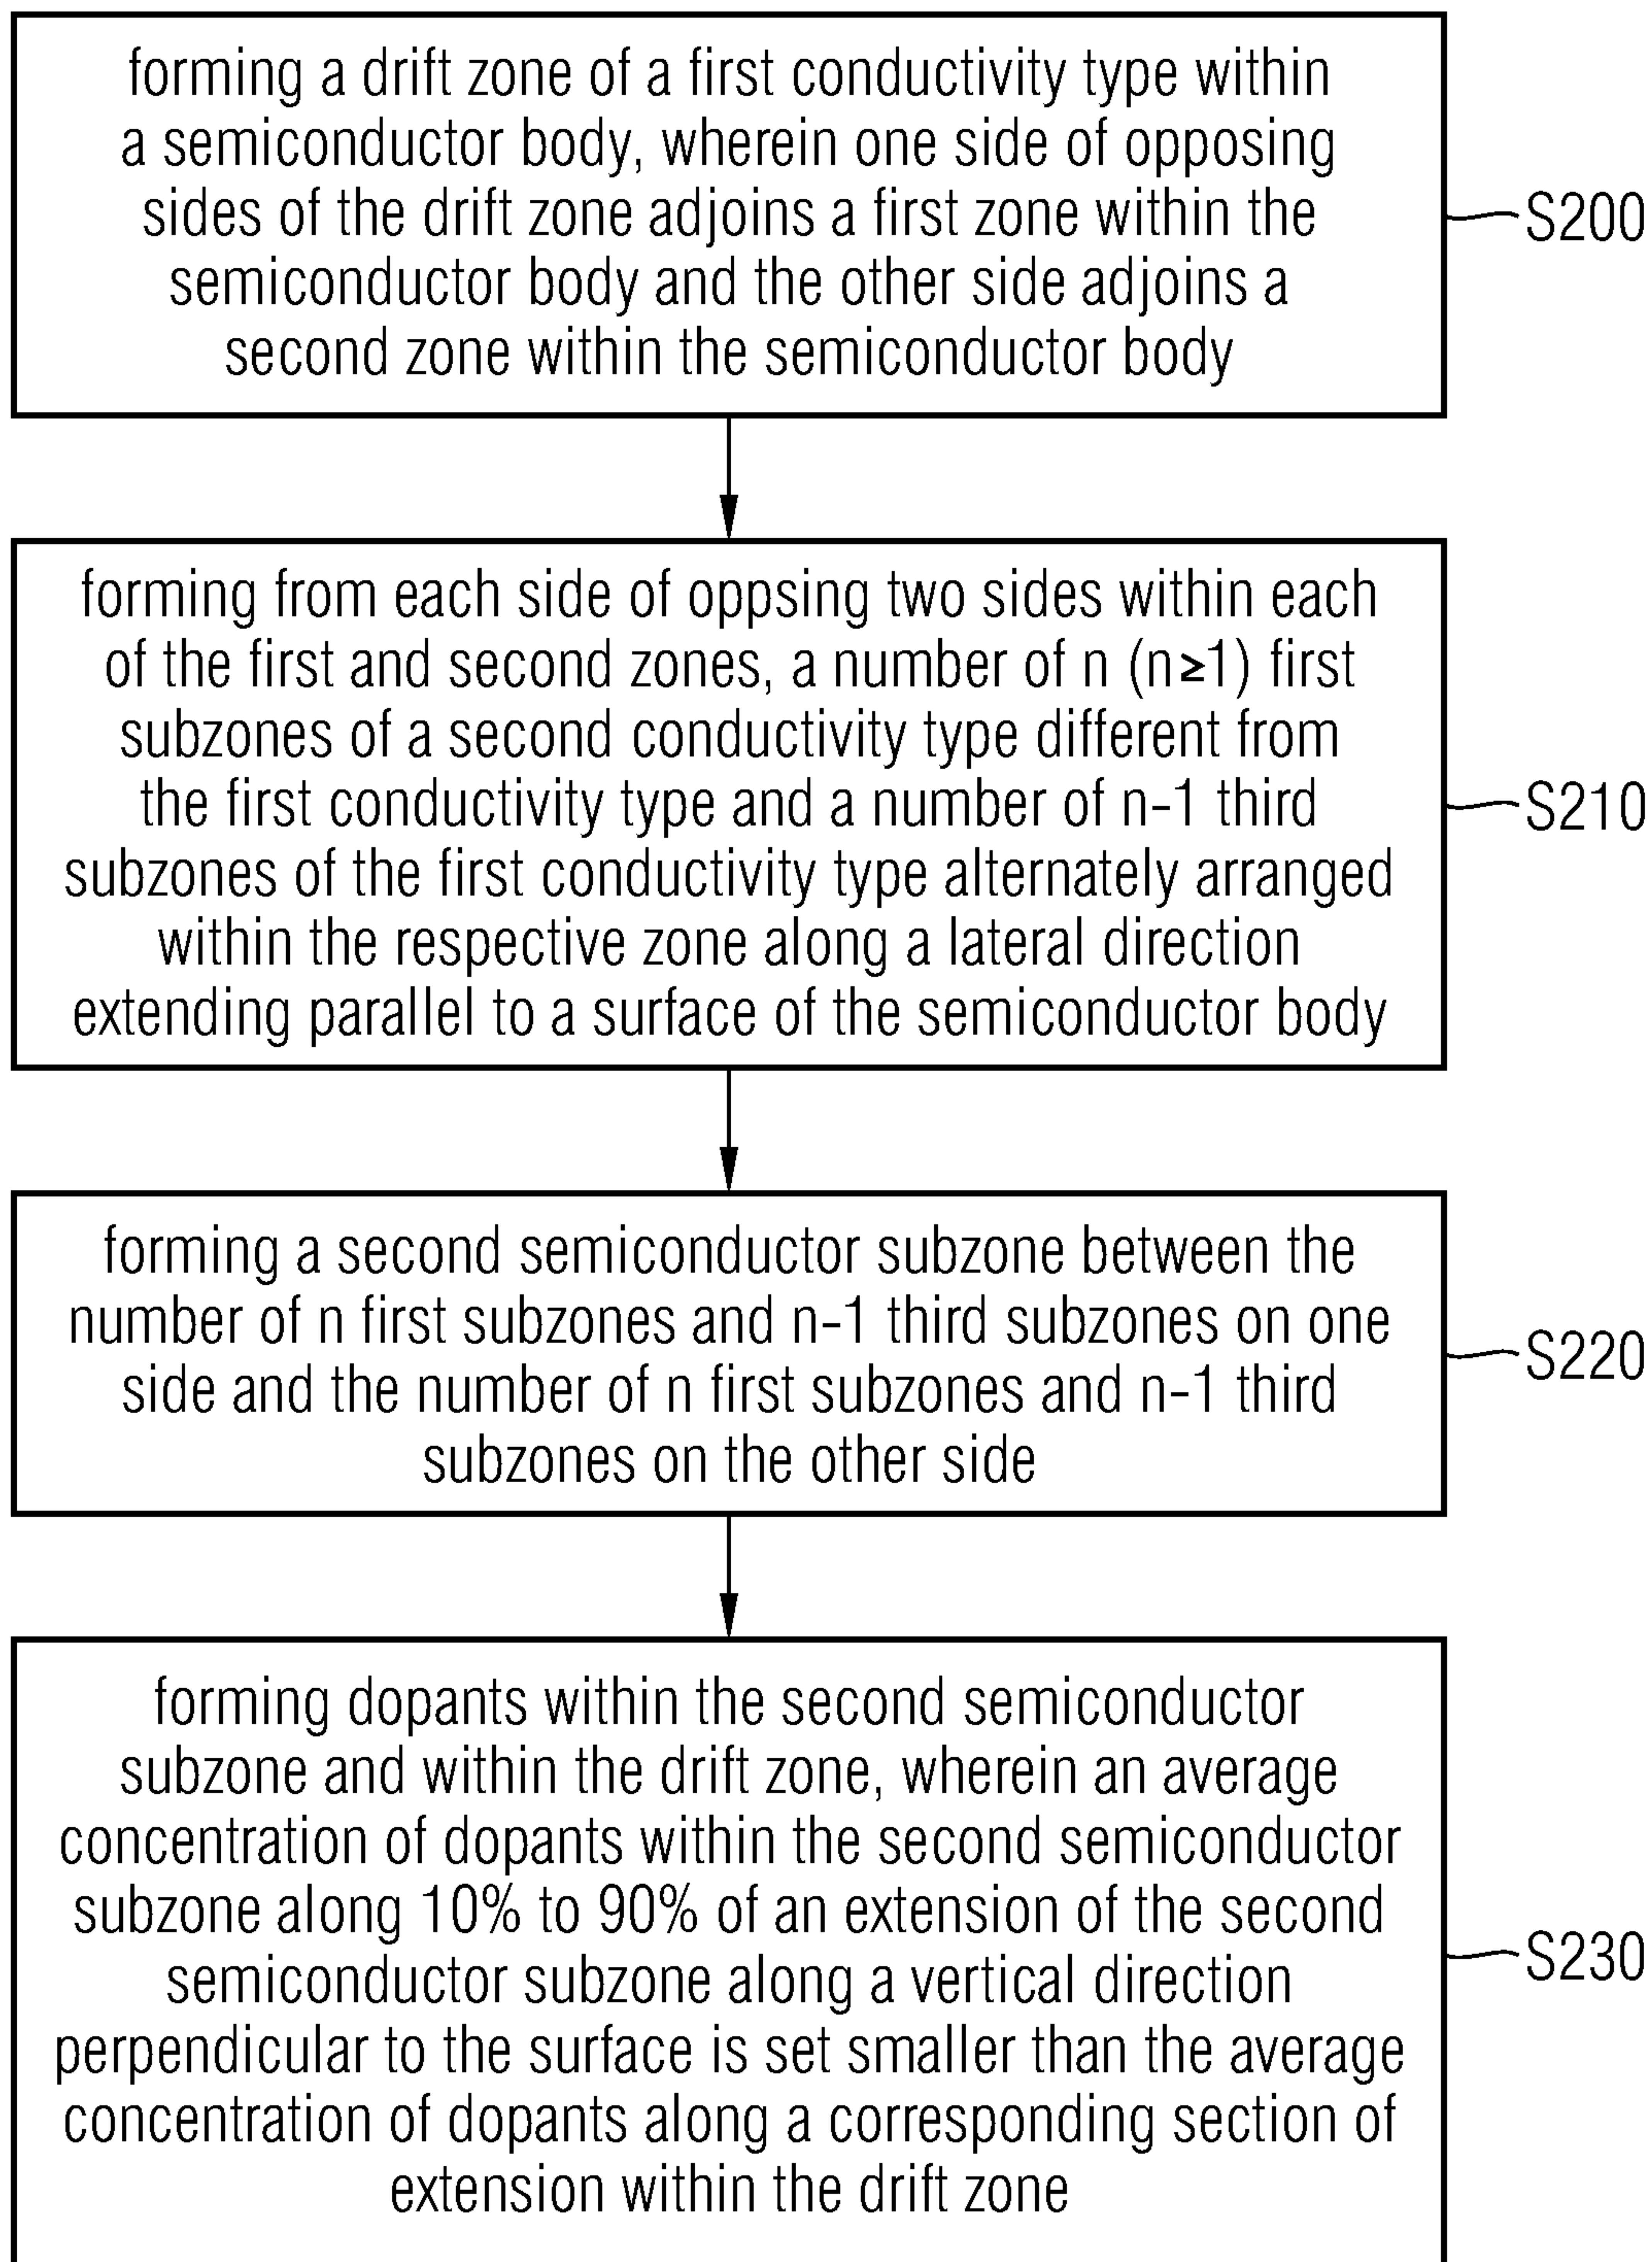 forming a drift zone of a first conductivity type within
a semiconductor body, wherein one side of opposing
sides of the drift zone adjoins a first zone within the
semiconductor body and the other side adjoins a
second zone within the semiconductor body
S200
forming from each side of oppsing two sides within each
of the first and second zones, a number of n (n≥1) first
subzones of a second conductivity type different from
the first conductivity type and a number of n-1 third
subzones of the first conductivity type alternately arranged
within the respective zone along a lateral direction
extending parallel to a surface of the semiconductor body
S210
forming a second semiconductor subzone between the
number of n first subzones and n-1 third subzones on one
side and the number of n first subzones and n-1 third
subzones on the other side
S220
forming dopants within the second semiconductor
subzone and within the drift zone, wherein an average
concentration of dopants within the second semiconductor
subzone along 10% to 90% of an extension of the second
semiconductor subzone along a vertical direction
perpendicular to the surface is set smaller than the average
concentration of dopants along a corresponding section of
extension within the drift zone
S230